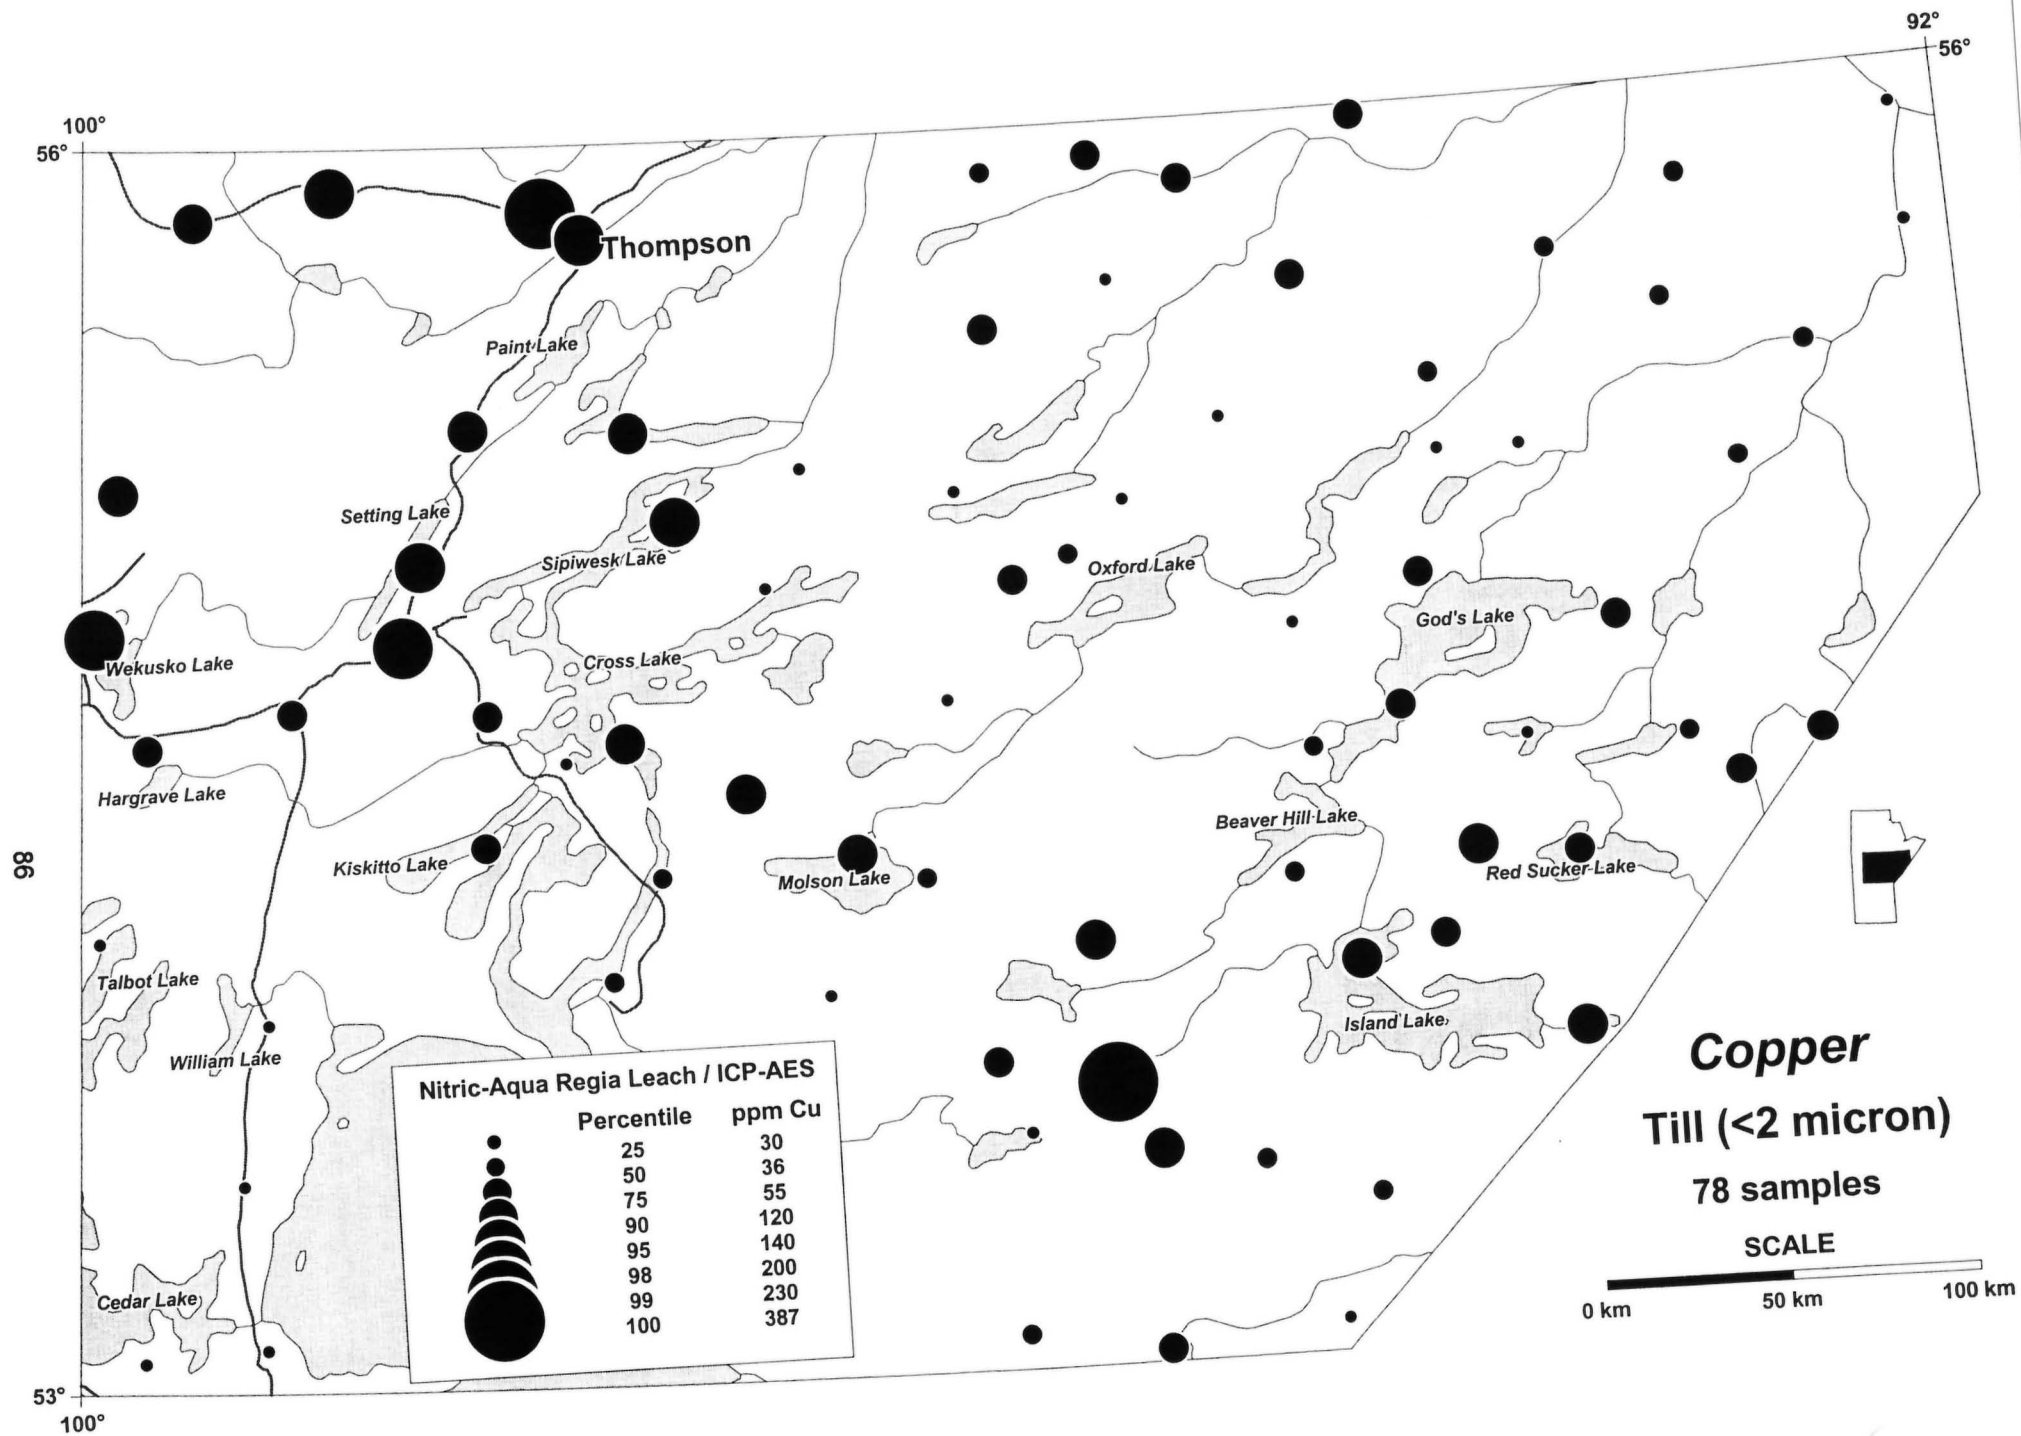 92°
56°
100°
56°
Thompson
Paint Lake
Setting Lake
Sipiwesk Lake
Oxford Lake
God's Lake
Wekusko Lake
Cross Lake
Hargrave Lake
Beaver Hill Lake
Kiskitto Lake
Molson Lake
Red Sucker Lake
86
Talbot Lake
William Lake
Island Lake
Copper
Till (<2 micron)
78 samples
SCALE
0 km 50 km 100 km
Nitric-Aqua Regia Leach / ICP-AES
Percentile ppm Cu
25 30
50 36
75 55
90 120
95 140
98 200
99 230
100 387
Cedar Lake
53°
100°